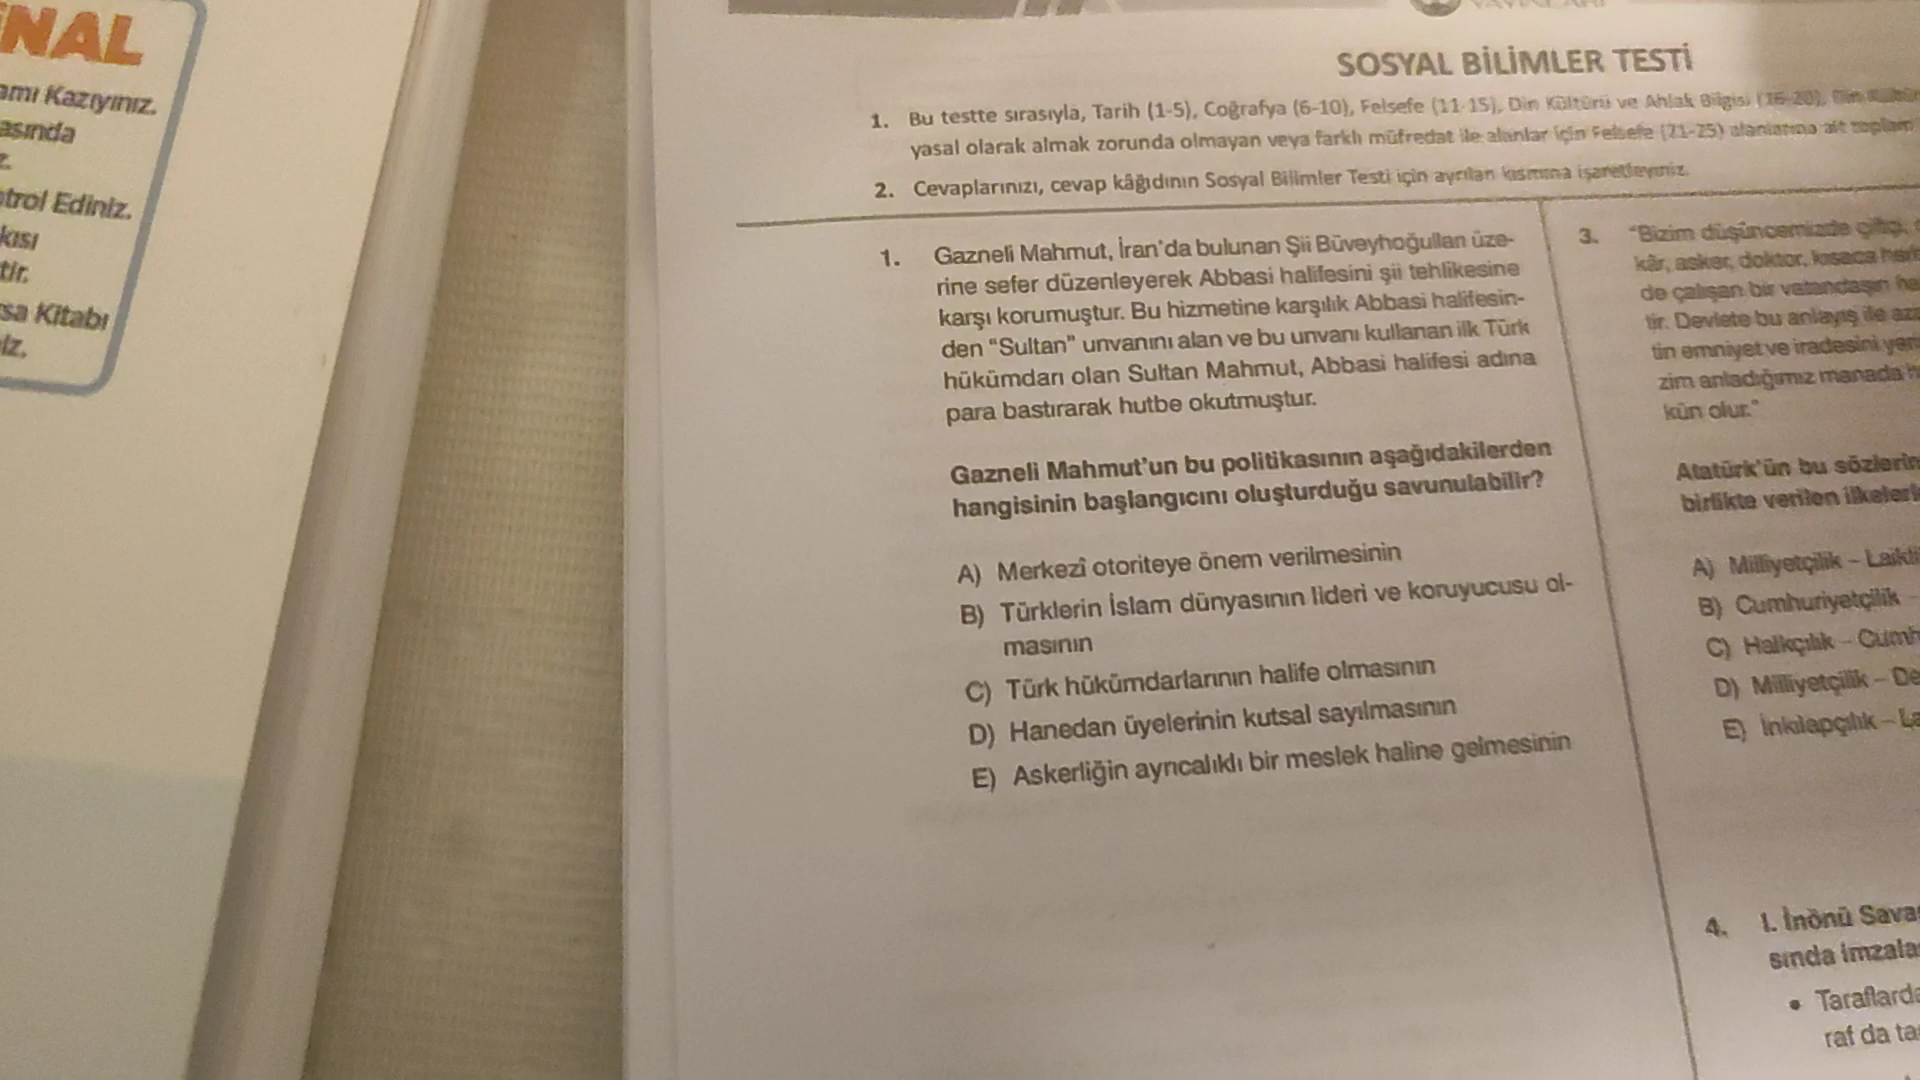 NAL
amı Kazıyınız.
asında
z.
trol Ediniz.
kısı
tir.
sa Kitabı
iz.
SOSYAL BİLİMLER TESTİ
1. Bu testte sırasıyla, Tarih (1-5), Coğrafya (6-10), Felsefe (11-15), Din Kültürü ve Ahlak Bilgisi (16-20), Din Kültür
yasal olarak almak zorunda olmayan veya farklı müfredat ile alanlar için Felsefe (21-25) alanlarına ait toplam
2. Cevaplarınızı, cevap kâğıdının Sosyal Bilimler Testi için ayrılan kısmına işaretleyiniz.
1. Gazneli Mahmut, İran'da bulunan Şii Büveyhoğulları üze-
rine sefer düzenleyerek Abbasi halifesini şii tehlikesine
karşı korumuştur. Bu hizmetine karşılık Abbasi halifesin-
den "Sultan" unvanını alan ve bu unvanı kullanan ilk Türk
hükümdarı olan Sultan Mahmut, Abbasi halifesi adına
para bastırarak hutbe okutmuştur.
Gazneli Mahmut'un bu politikasının aşağıdakilerden
hangisinin başlangıcını oluşturduğu savunulabilir?
A) Merkezî otoriteye önem verilmesinin
B) Türklerin İslam dünyasının lideri ve koruyucusu ol-
masının
C) Türk hükümdarlarının halife olmasının
D) Hanedan üyelerinin kutsal sayılmasının
E) Askerliğin ayrıcalıklı bir meslek haline gelmesinin
3. "Bizim düşüncemizde çiftçi,
kâr, asker, doktor, kısaca
de çalışan bir vatandaşın
tir. Devlete bu anlayış ile
tin emniyet ve iradesini
zim anladığımız manada
kün olur."
Atatürk'ün bu sözlerin
birlikte verilen ilkeler
A) Milliyetçilik – Laikli
B) Cumhuriyetçilik –
C) Halkçılık – Cumh
D) Milliyetçilik – De
E) İnkılapçılık – La
4. I. İnönü Savaş
sında imzala
• Taraflarda
raf da ta